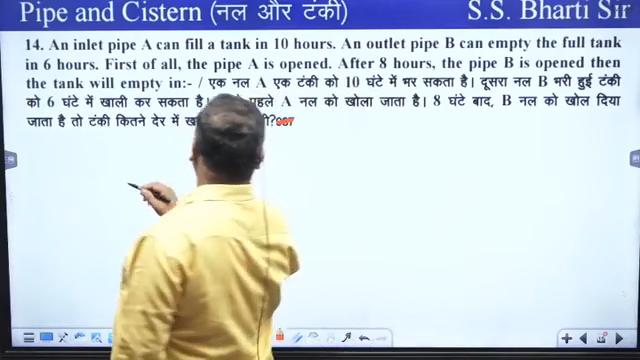 Pipe and Cistern (नल और टंकी) S.S. Bharti Sir
14. An inlet pipe A can fill a tank in 10 hours. An outlet pipe B can empty the full tank
in 6 hours. First of all, the pipe A is opened. After 8 hours, the pipe B is opened then
the tank will empty in:- / एक नल A एक टंकी को 10 घंटे में भर सकता है। दूसरा नल B भरी हुई टंकी
को 6 घंटे में खाली कर सकता है। पहले A नल को खोला जाता है। 8 घंटे बाद, B नल को खोल दिया
जाता है तो टंकी कितने देर में